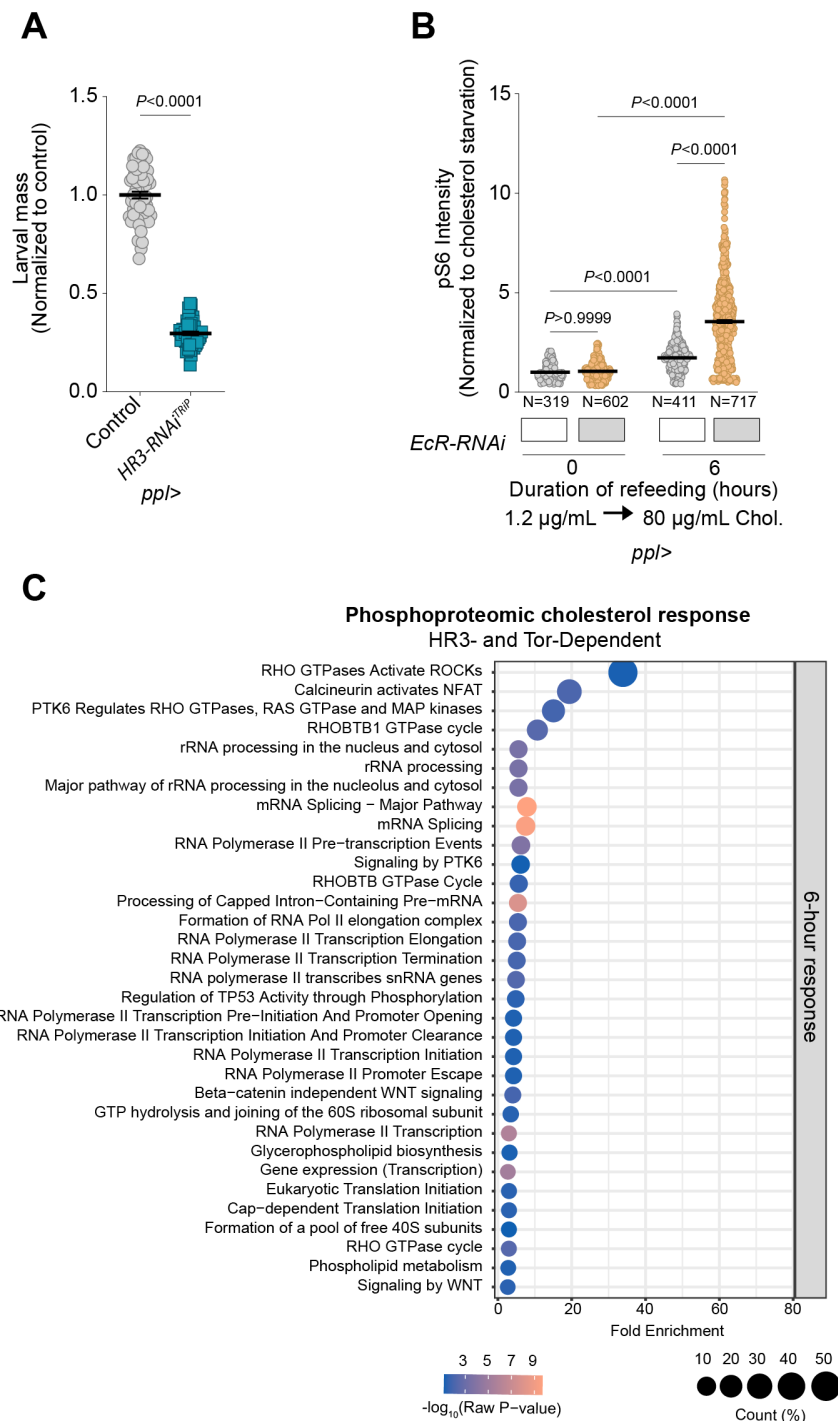 A
1.5
1.0
0.5
0.0
Larval mass
(Normalized to control)
P<0.0001
Control
HR3-RNAiTRiP
ppl>
B
15
10
5
0
pS6 Intensity
(Normalized to cholesterol starvation)
P<0.0001
P<0.0001
P<0.0001
P>0.9999
N=319 N=602 N=411 N=717
EcR-RNAi
0 6
Duration of refeeding (hours)
1.2 µg/mL → 80 µg/mL Chol.
ppl>
C
Phosphoproteomic cholesterol response
HR3- and Tor-Dependent
RHO GTPases Activate ROCKs
Calcineurin activates NFAT
PTK6 Regulates RHO GTPases, RAS GTPase and MAP kinases
RHOBTB1 GTPase cycle
rRNA processing in the nucleus and cytosol
rRNA processing
Major pathway of rRNA processing in the nucleolus and cytosol
mRNA Splicing − Major Pathway
mRNA Splicing
RNA Polymerase II Pre−transcription Events
Signaling by PTK6
RHOBTB GTPase Cycle
Processing of Capped Intron−Containing Pre−mRNA
Formation of RNA Pol II elongation complex
RNA Polymerase II Transcription Elongation
RNA Polymerase II Transcription Termination
RNA polymerase II transcribes snRNA genes
Regulation of TP53 Activity through Phosphorylation
RNA Polymerase II Transcription Pre−Initiation And Promoter Opening
RNA Polymerase II Transcription Initiation And Promoter Clearance
RNA Polymerase II Transcription Initiation
RNA Polymerase II Promoter Escape
Beta−catenin independent WNT signaling
GTP hydrolysis and joining of the 60S ribosomal subunit
RNA Polymerase II Transcription
Glycerophospholipid biosynthesis
Gene expression (Transcription)
Eukaryotic Translation Initiation
Cap−dependent Translation Initiation
Formation of a pool of free 40S subunits
RHO GTPase cycle
Phospholipid metabolism
Signaling by WNT
6-hour response
0 20 40 60 80
Fold Enrichment
3 5 7 9
-log10(Raw P−value)
10 20 30 40 50
Count (%)